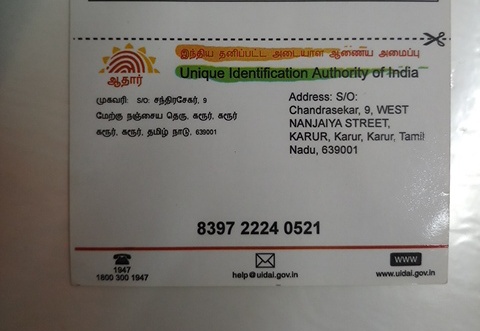 இந்திய தனிப்பட்ட அடையாள ஆணைய அமைப்பு
Unique Identification Authority of India
ஆதார்
முகவரி: S/O: சந்திரசேகர், 9
மேற்கு நஞ்சைய தெரு, கரூர், கரூர்
கரூர், கரூர், தமிழ் நாடு, 639001
Address: S/O:
Chandrasekar, 9, WEST
NANJAIYA STREET,
KARUR, Karur, Karur, Tamil
Nadu, 639001
8397 2224 0521
1947
1800 300 1947
help@uidai.gov.in
www
www.uidai.gov.in